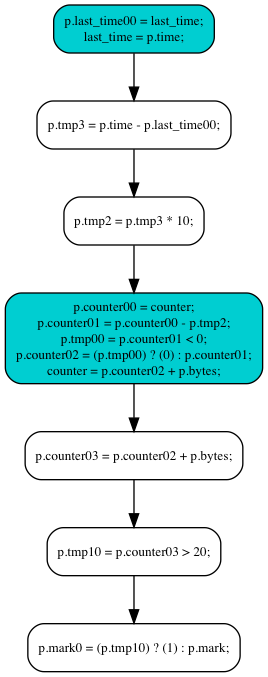 p.last_time00 = last_time;
last_time = p.time;
p.tmp3 = p.time - p.last_time00;
p.tmp2 = p.tmp3 * 10;
p.counter00 = counter;
p.counter01 = p.counter00 - p.tmp2;
p.tmp00 = p.counter01 < 0;
p.counter02 = (p.tmp00) ? (0) : p.counter01;
counter = p.counter02 + p.bytes;
p.counter03 = p.counter02 + p.bytes;
p.tmp10 = p.counter03 > 20;
p.mark0 = (p.tmp10) ? (1) : p.mark;